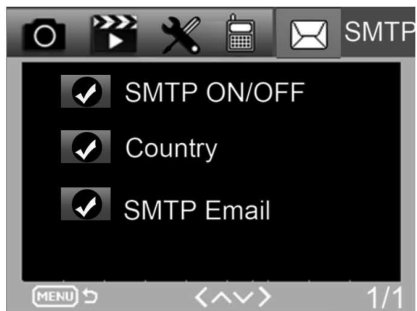 SMTP
SMTP ON/OFF
Country
SMTP Email
MENU 1/1